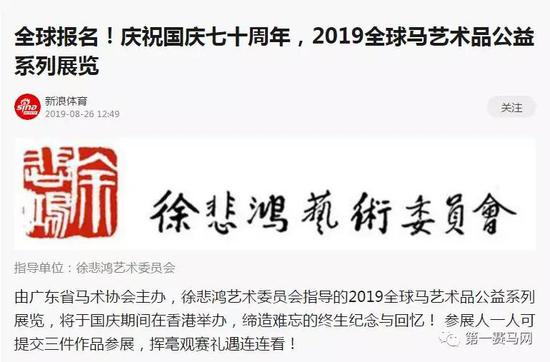 全球报名！庆祝国庆七十周年，2019全球马艺术品公益
系列展览
sina
新浪体育
2019-08-26 12:49
关注
徐悲鸿
徐悲鴻藝術委員會
指导单位：徐悲鸿艺术委员会
由广东省马术协会主办，徐悲鸿艺术委员会指导的2019全球马艺术品公益系列
展览，将于国庆期间在香港举办，缔造难忘的终生纪念与回忆！ 参展人一人可
提交三件作品参展，挥毫观赛礼遇连连看！
第一赛马网